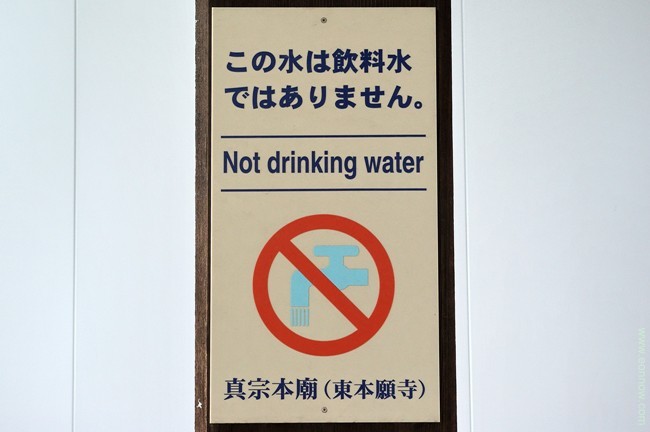 この水は飲料水
ではありません。
Not drinking water
真宗本廟（東本願寺）